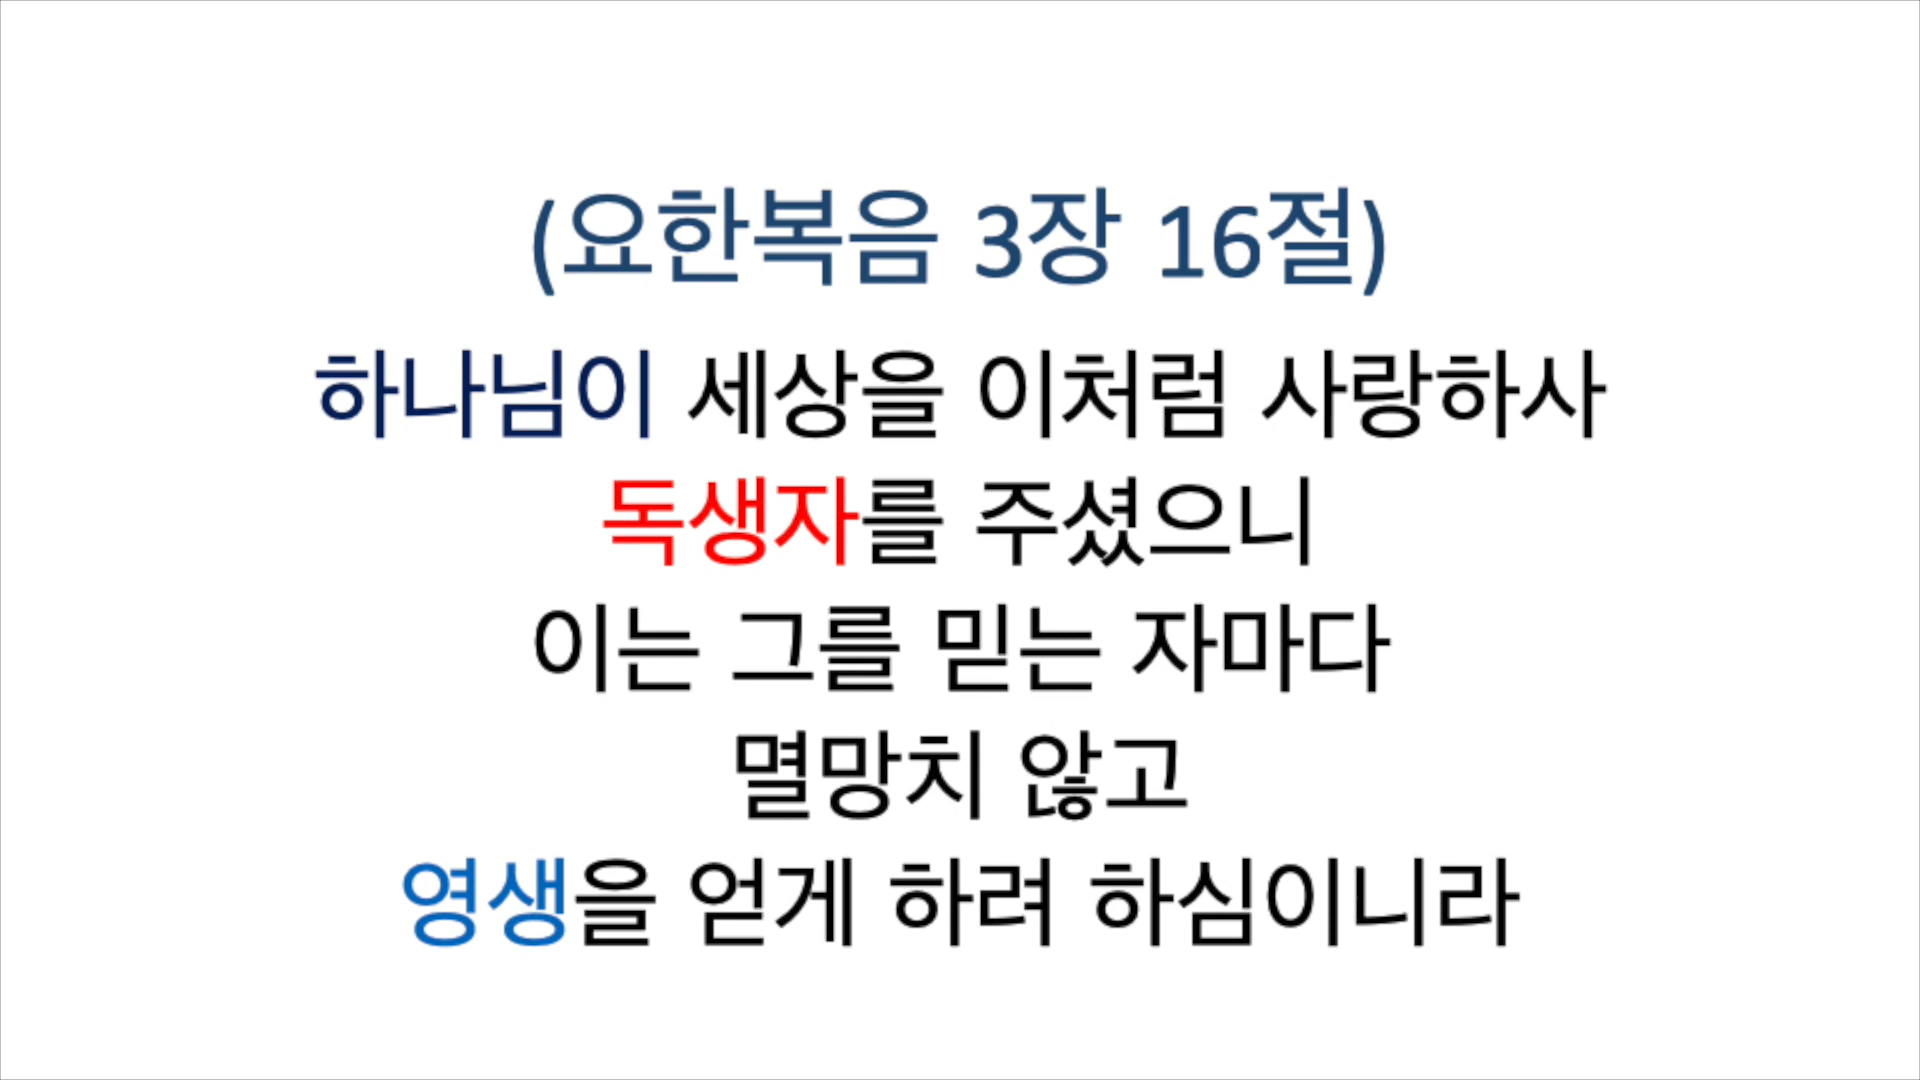 (요한복음 3장 16절)
하나님이 세상을 이처럼 사랑하사
독생자를 주셨으니
이는 그를 믿는 자마다
멸망치 않고
영생을 얻게 하려 하심이니라